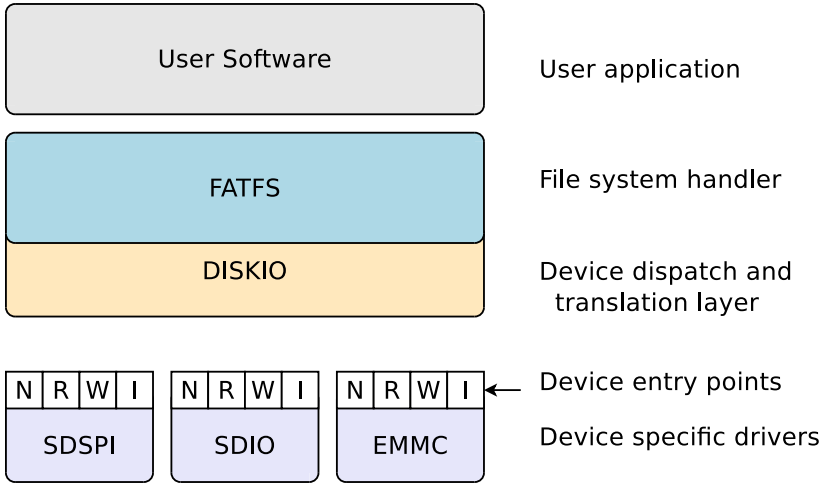 User Software
User application
FATFS
File system handler
DISKIO
Device dispatch and
translation layer
N R W I N R W I N R W I
Device entry points
SDSPI SDIO EMMC
Device specific drivers